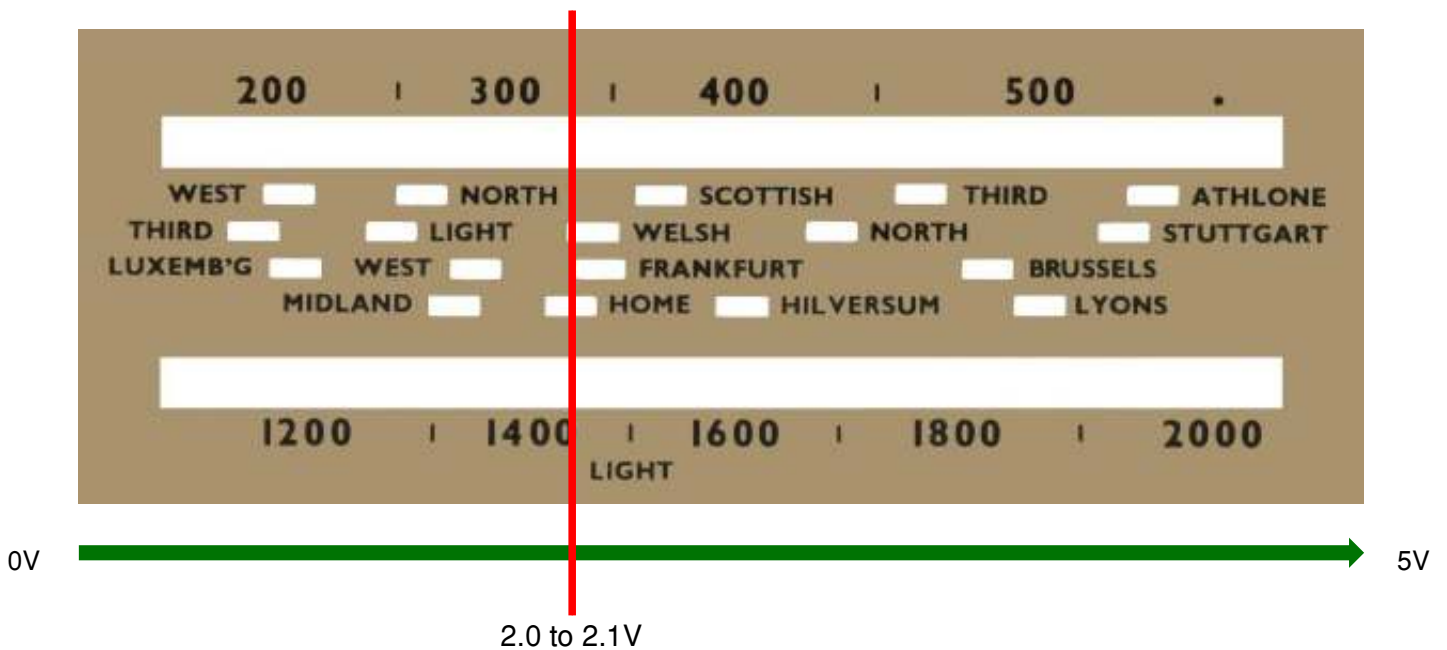 200 ı 300 ı 400 ı 500 .
WEST NORTH SCOTTISH THIRD ATHLONE
THIRD LIGHT WELSH NORTH STUTTGART
LUXEMB'G WEST FRANKFURT BRUSSELS
MIDLAND HOME HILVERSUM LYONS
1200 ı 1400 ı 1600 ı 1800 ı 2000
LIGHT
0V 5V
2.0 to 2.1V